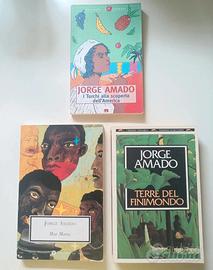 JORGE AMADO
I Turchi alla scoperta
dell'America
JORGE AMADO
Mar Morto
JORGE
AMADO
TERRE DEL
FINIMONDO